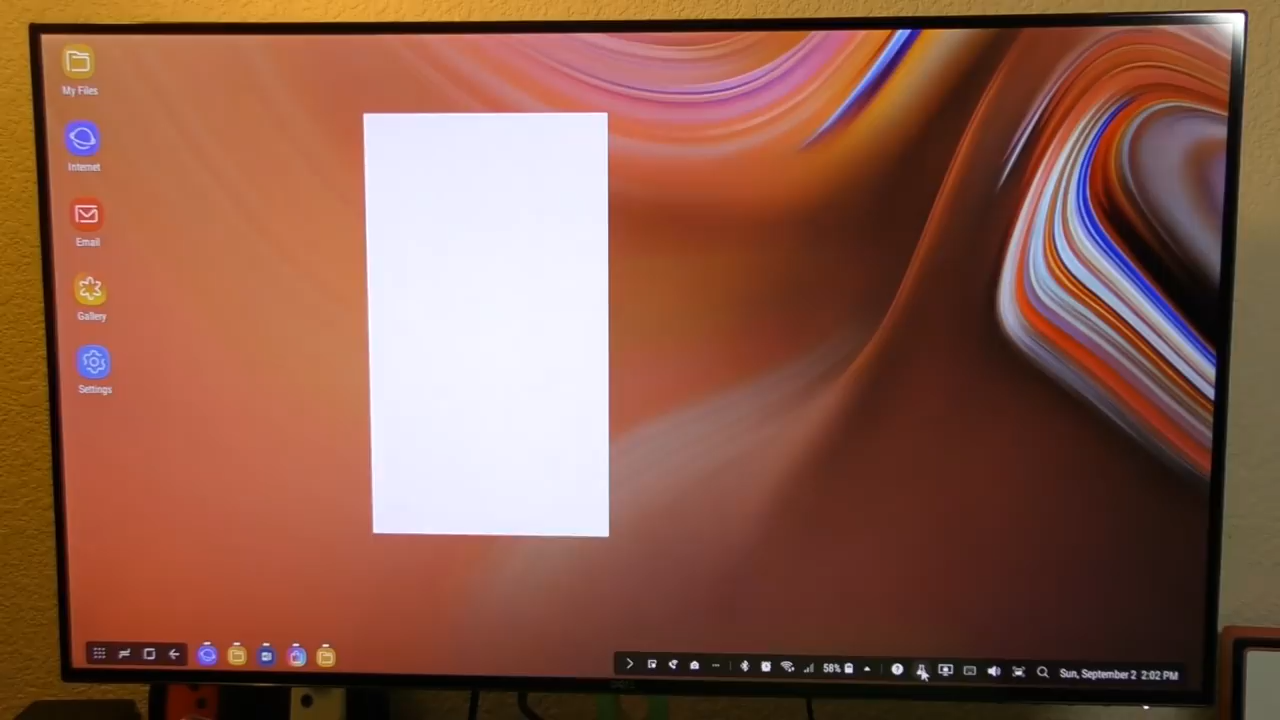 My Files
Internet
Email
Gallery
Settings
58%
Sun, September 2 2:02 PM